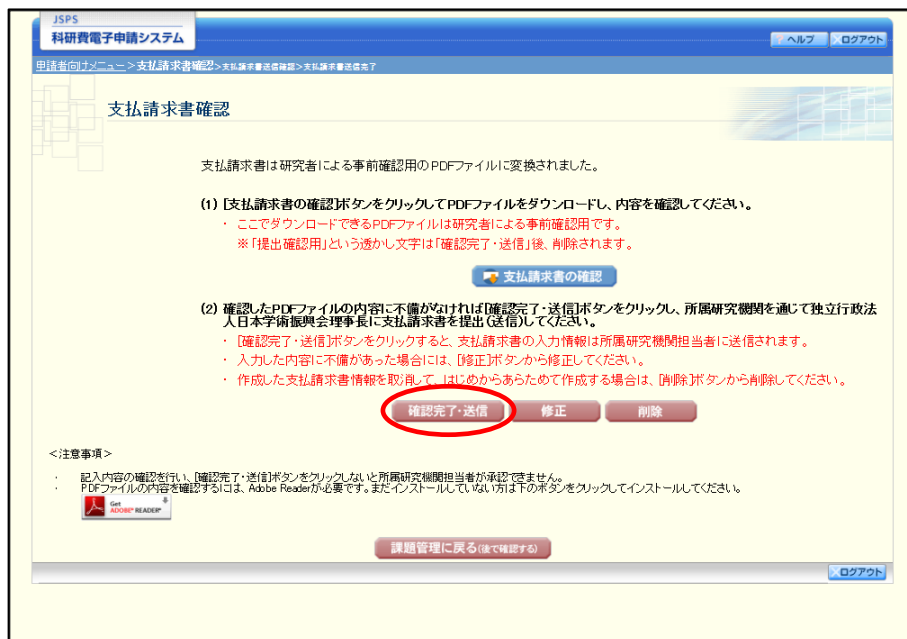 JSPS
科研費電子申請システム
ヘルプ
ログアウト
申請者向けメニュー>支払請求書確認>支払請求書送信確認>支払請求書送信完了
支払請求書確認
支払請求書は研究者による事前確認用のPDFファイルに変換されました。
(1) [支払請求書の確認]ボタンをクリックしてPDFファイルをダウンロードし、内容を確認してください。
・ ここでダウンロードできるPDFファイルは研究者による事前確認用です。
※「提出確認用」という透かし文字は「確認完了・送信」後、削除されます。
支払請求書の確認
(2) 確認したPDFファイルの内容に不備がなければ[確認完了・送信]ボタンをクリックし、所属研究機関を通じて独立行政法
人日本学術振興会理事長に支払請求書を提出(送信)してください。
・ [確認完了・送信]ボタンをクリックすると、支払請求書の入力情報は所属研究機関担当者に送信されます。
・ 入力した内容に不備があった場合には、[修正]ボタンから修正してください。
・ 作成した支払請求書情報を取消して、はじめからあらためて作成する場合は、[削除]ボタンから削除してください。
確認完了・送信
修正
削除
<注意事項>
・ 記入内容の確認を行い、[確認完了・送信]ボタンをクリックしないと所属研究機関担当者が承認できません。
・ PDFファイルの内容を確認するには、Adobe Readerが必要です。まだインストールしていない方は下のボタンをクリックしてインストールしてください。
Get
ADOBE® READER®
課題管理に戻る(後で確認する)
ログアウト